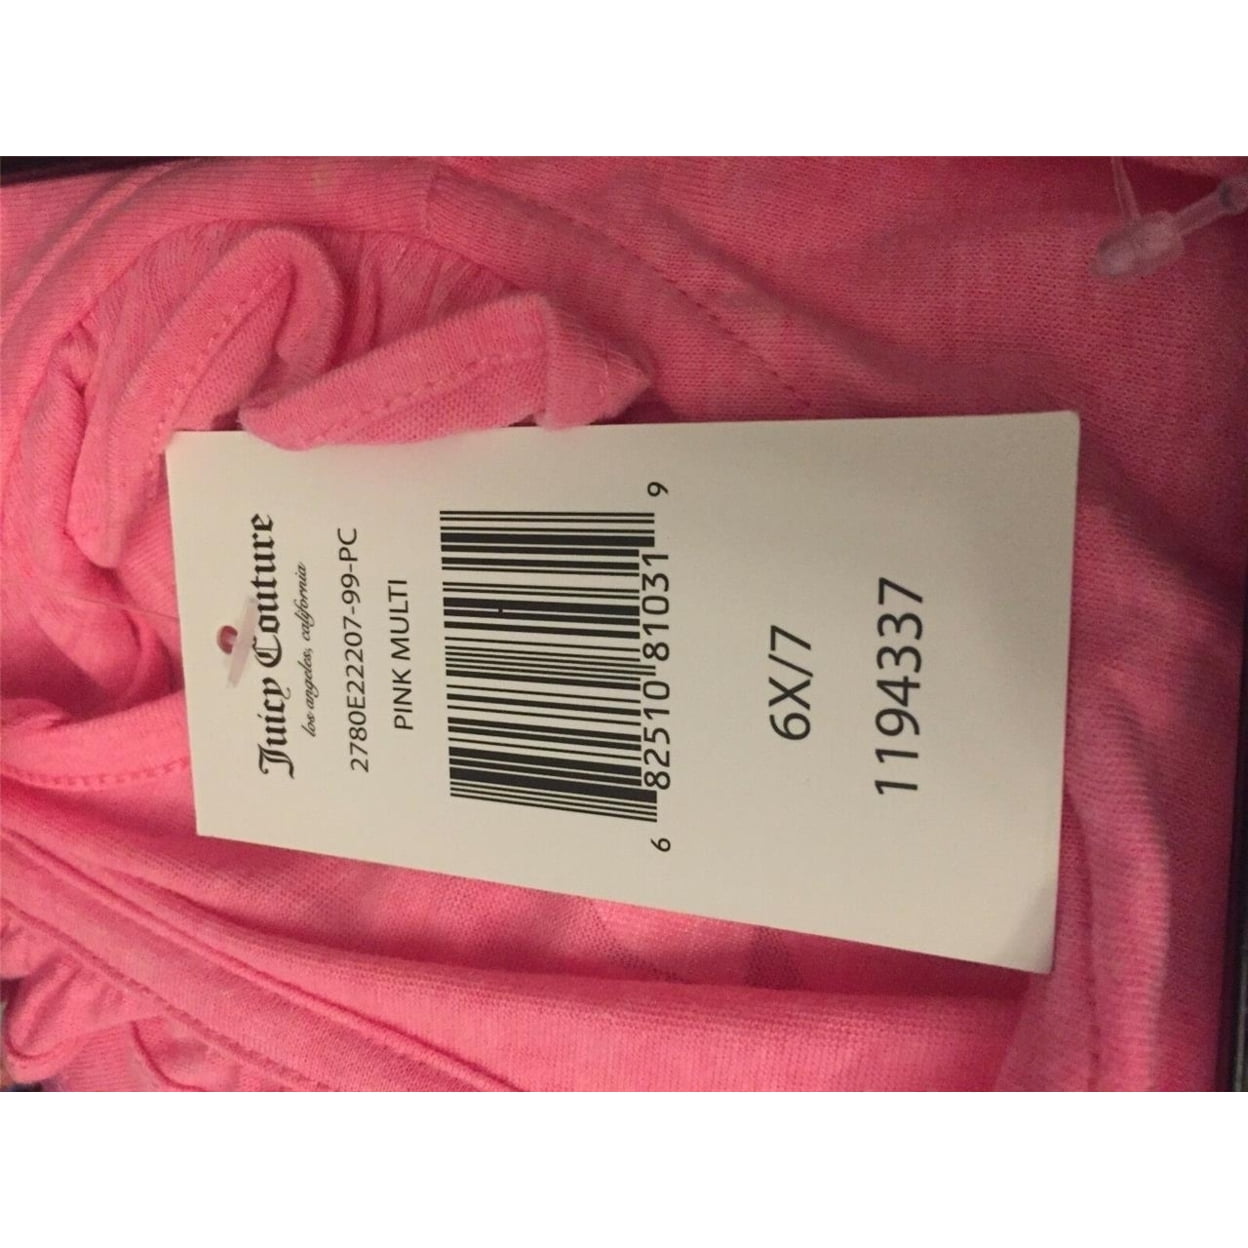 Juicy Couture
los angeles, california
2780E22207-99-PC
PINK MULTI
6 82510 81031 9
6X/7
1194337